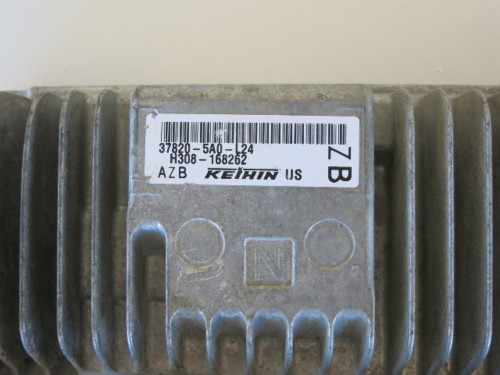 37820-5A0-L24
H308-168262
AZB KEIHIN US
ZB
N